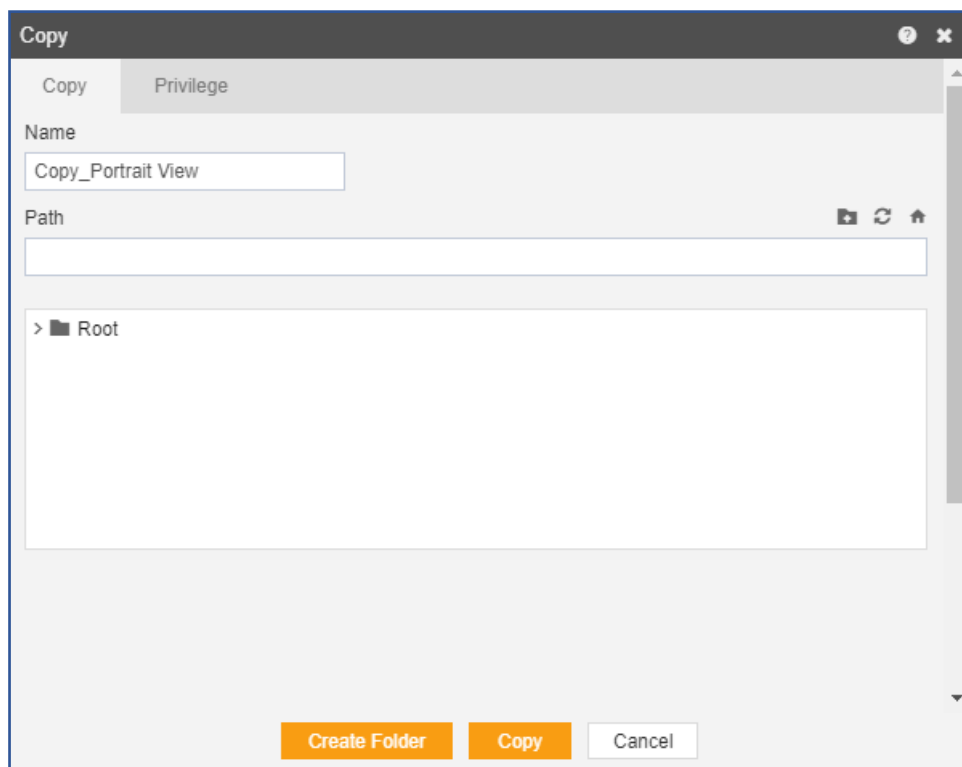 Copy
Copy Privilege
Name
Copy_Portrait View
Path
Root
Create Folder Copy Cancel